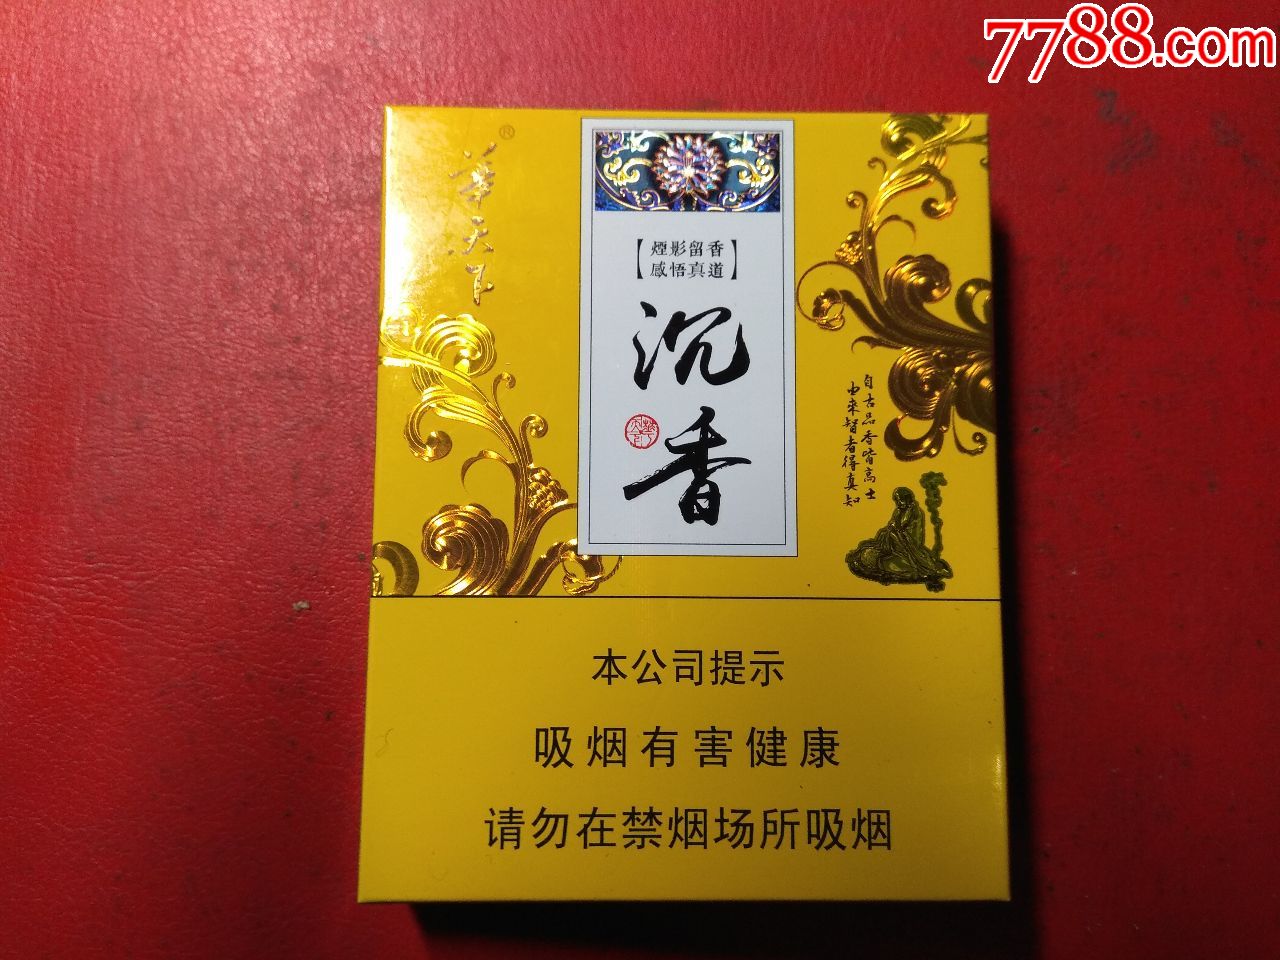 7788.com
華天下®
【煙影留香
感悟真道】
沉香
自古品香皆高士
由來智者得真知
本公司提示
吸烟有害健康
请勿在禁烟场所吸烟